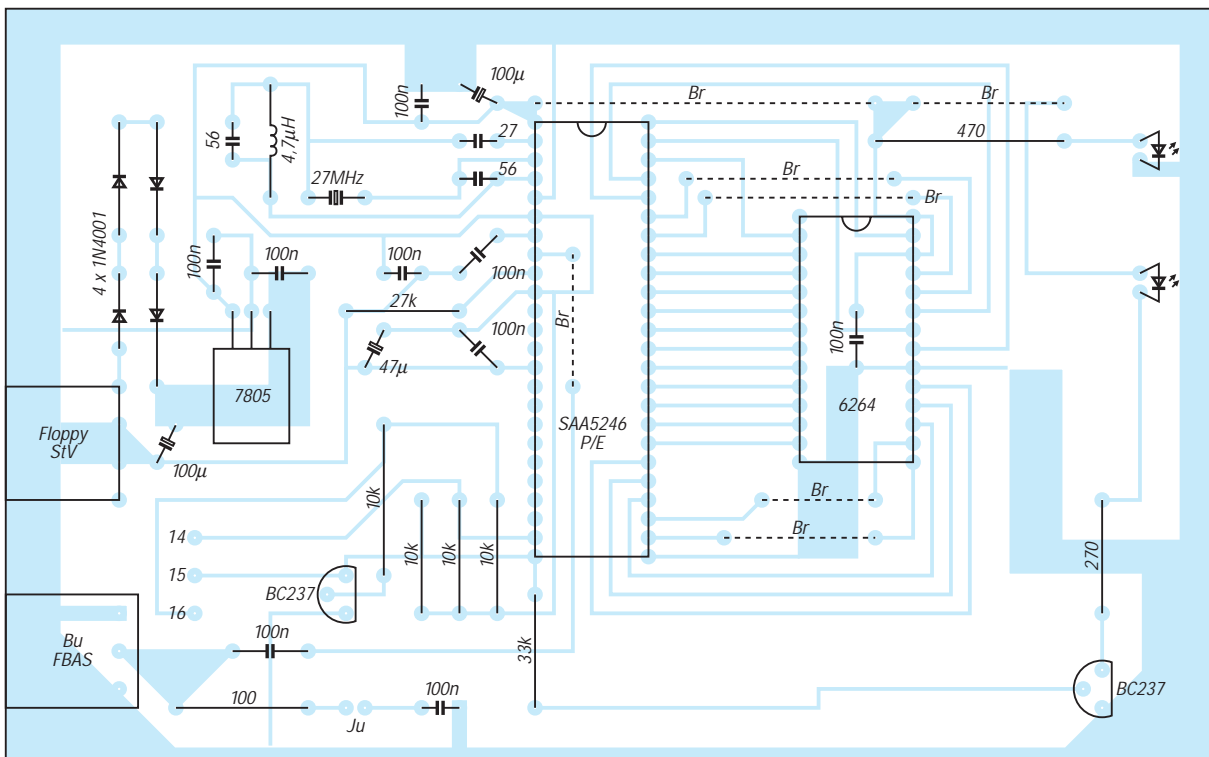 100µ
Br
Br
100n
470
56
4,7µH
27
27MHz
56
Br
Br
4 x 1N4001
100n
100n
100n
100n
27k
Br
100n
100n
47µ
7805
6264
SAA5246
P/E
Floppy
StV
100µ
10k
Br
14
Br
10k
10k
10k
15
270
BC237
16
Bu
FBAS
100n
33k
100n
BC237
100
Ju